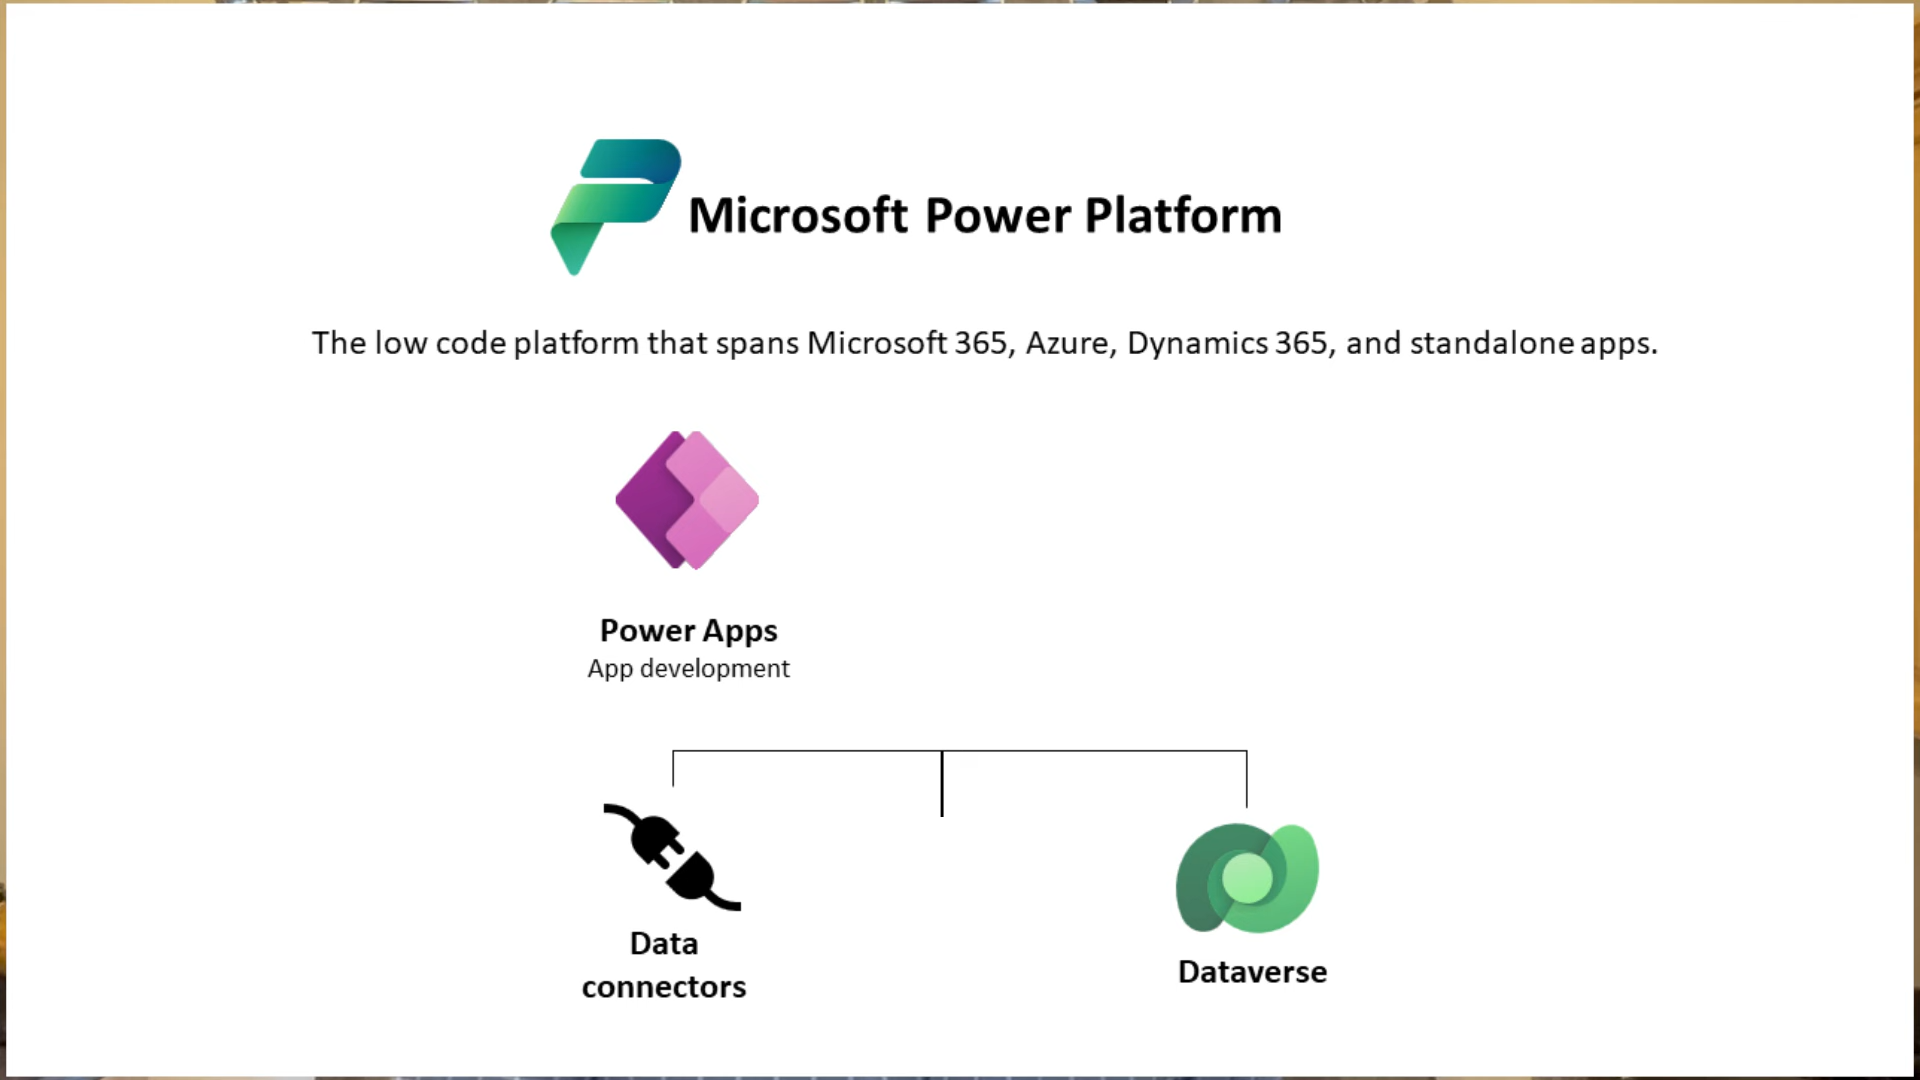 Microsoft Power Platform
The low code platform that spans Microsoft 365, Azure, Dynamics 365, and standalone apps.
Power Apps
App development
Data
connectors
Dataverse